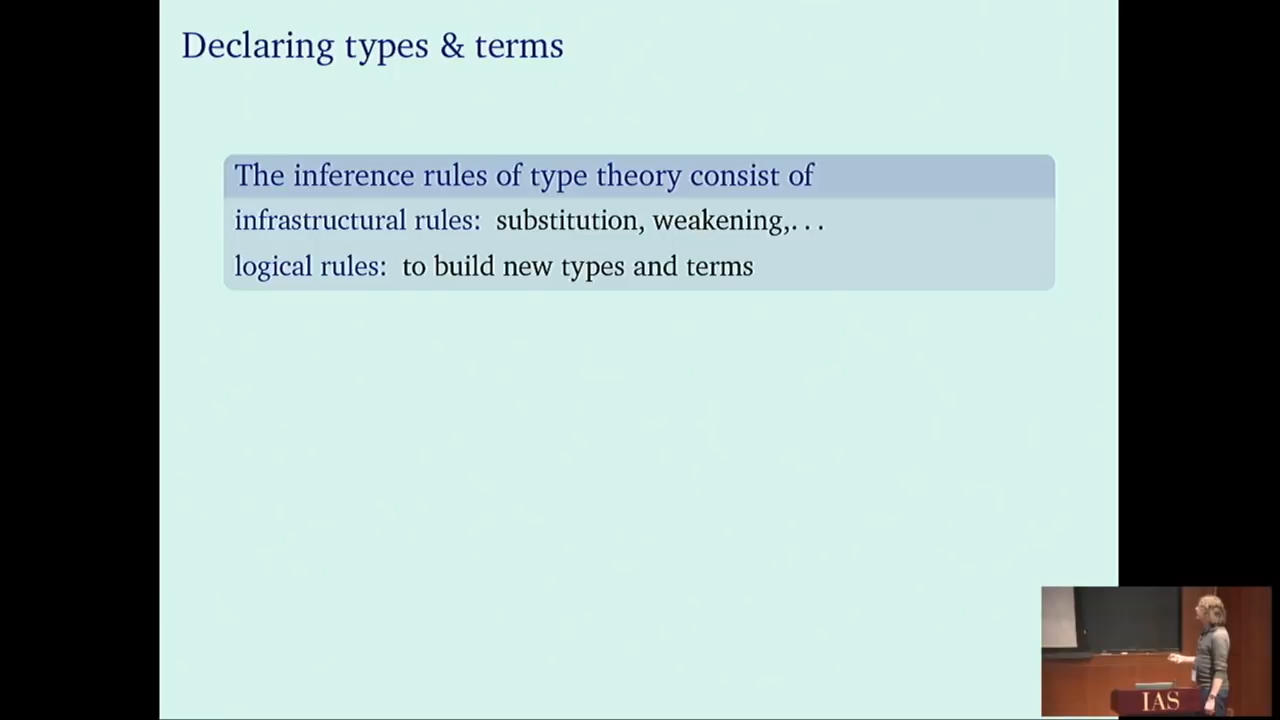 Declaring types & terms
The inference rules of type theory consist of
infrastructural rules: substitution, weakening,...
logical rules: to build new types and terms
IAS